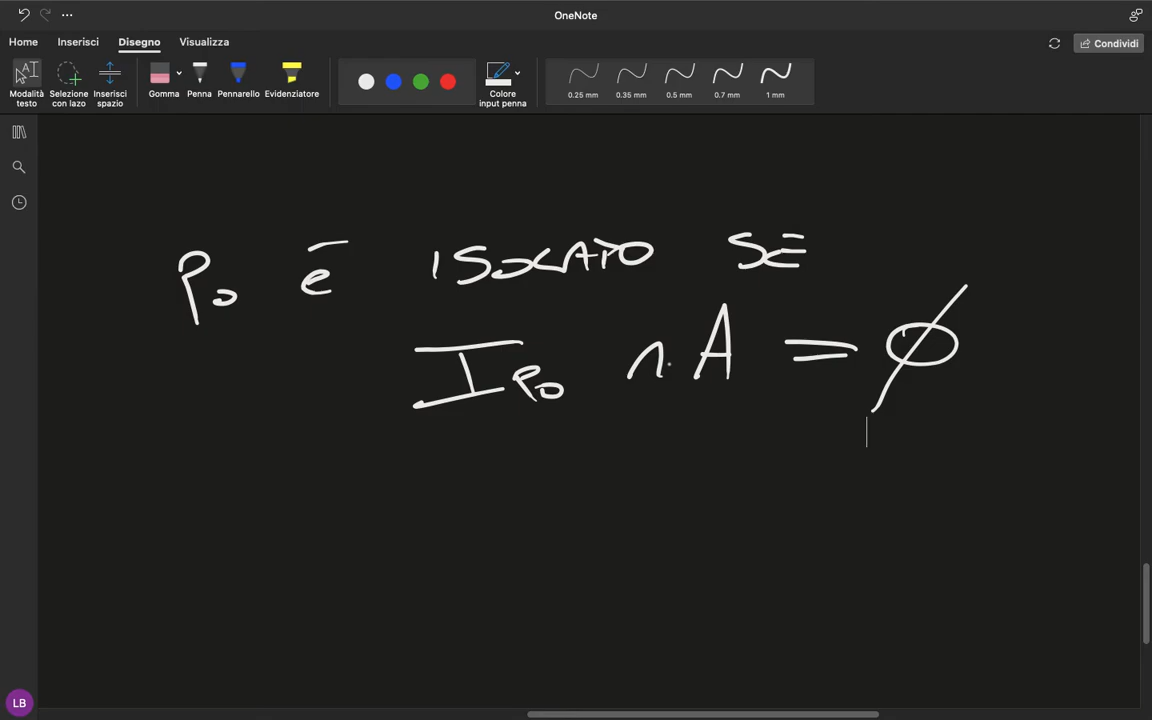 OneNote
Home Inserisci Disegno Visualizza
Condividi
Modalità testo
Selezione con lazo
Inserisci spazio
Gomma
Penna
Pennarello
Evidenziatore
Colore input penna
0.25 mm 0.35 mm 0.5 mm 0.7 mm 1 mm
P₀ è ISOLATO SE
I_P₀ ∩ A = ∅
LB